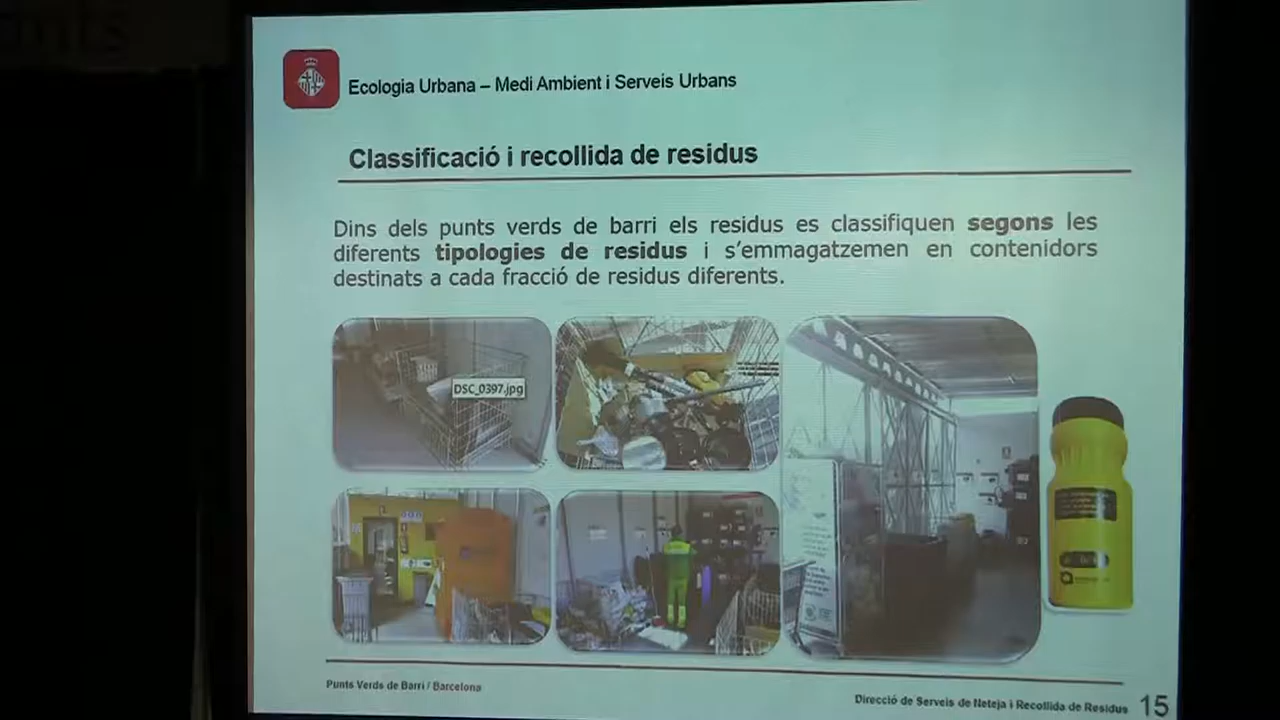 Ecologia Urbana – Medi Ambient i Serveis Urbans
Classificació i recollida de residus
Dins dels punts verds de barri els residus es classifiquen segons les
diferents tipologies de residus i s'emmagatzemen en contenidors
destinats a cada fracció de residus diferents.
DSC_0397.jpg
Punts Verds de Barri / Barcelona
Direcció de Serveis de Neteja i Recollida de Residus 15